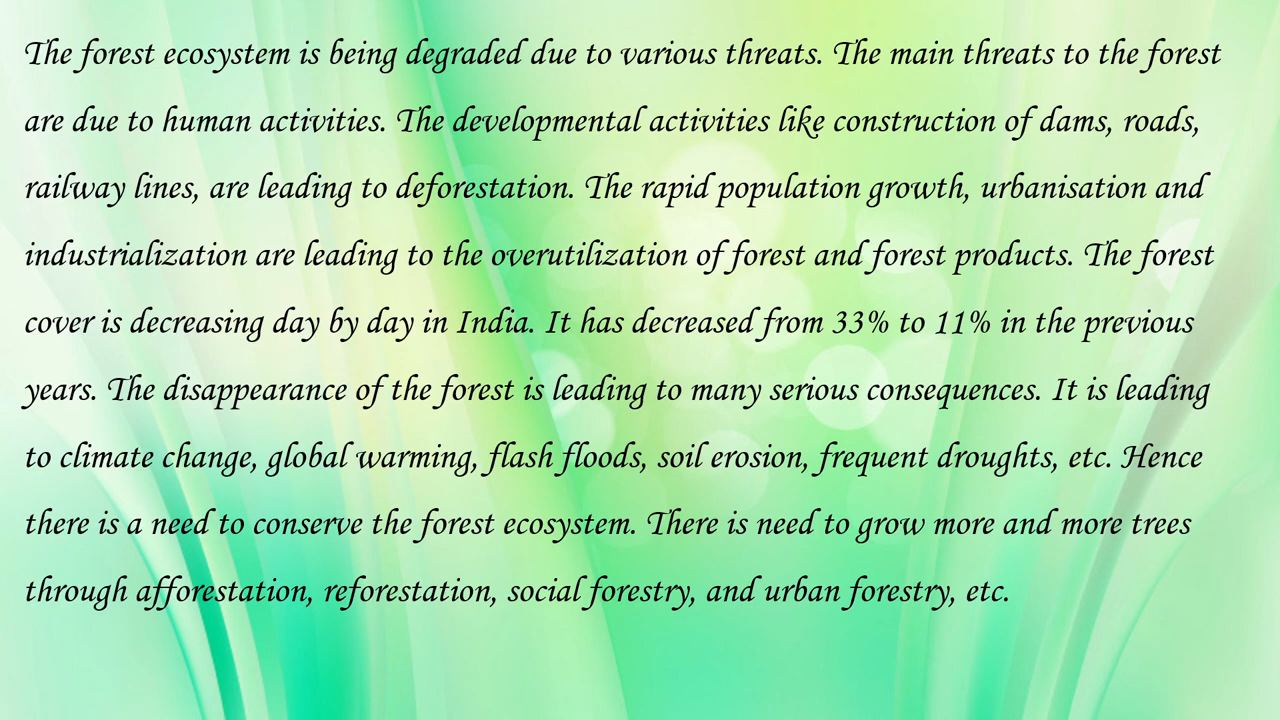 The forest ecosystem is being degraded due to various threats. The main threats to the forest
are due to human activities. The developmental activities like construction of dams, roads,
railway lines, are leading to deforestation. The rapid population growth, urbanisation and
industrialization are leading to the overutilization of forest and forest products. The forest
cover is decreasing day by day in India. It has decreased from 33% to 11% in the previous
years. The disappearance of the forest is leading to many serious consequences. It is leading
to climate change, global warming, flash floods, soil erosion, frequent droughts, etc. Hence
there is a need to conserve the forest ecosystem. There is need to grow more and more trees
through afforestation, reforestation, social forestry, and urban forestry, etc.